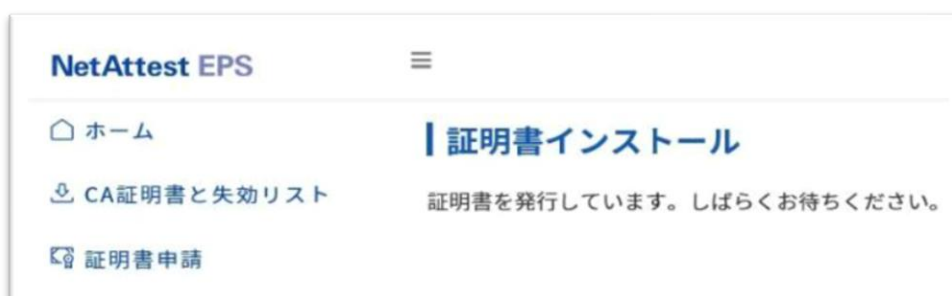 NetAttest EPS
ホーム
CA証明書と失効リスト
証明書申請
証明書インストール
証明書を発行しています。しばらくお待ちください。